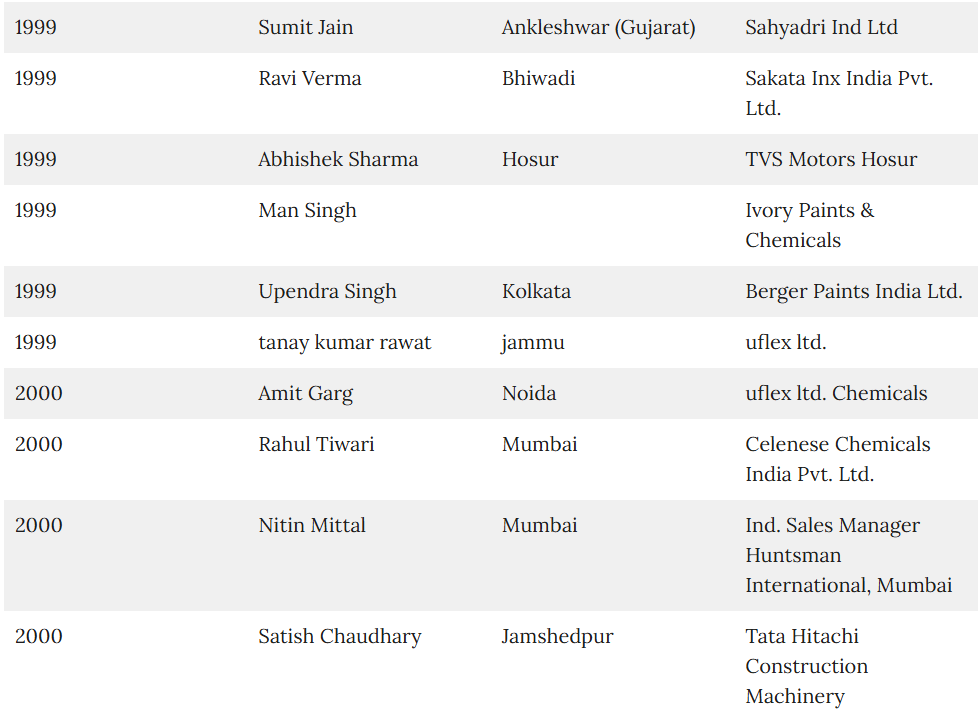 1999 Sumit Jain Ankleshwar (Gujarat) Sahyadri Ind Ltd
1999 Ravi Verma Bhiwadi Sakata Inx India Pvt.
Ltd.
1999 Abhishek Sharma Hosur TVS Motors Hosur
1999 Man Singh Ivory Paints &
Chemicals
1999 Upendra Singh Kolkata Berger Paints India Ltd.
1999 tanay kumar rawat jammu uflex ltd.
2000 Amit Garg Noida uflex ltd. Chemicals
2000 Rahul Tiwari Mumbai Celenese Chemicals
India Pvt. Ltd.
2000 Nitin Mittal Mumbai Ind. Sales Manager
Huntsman
International, Mumbai
2000 Satish Chaudhary Jamshedpur Tata Hitachi
Construction
Machinery